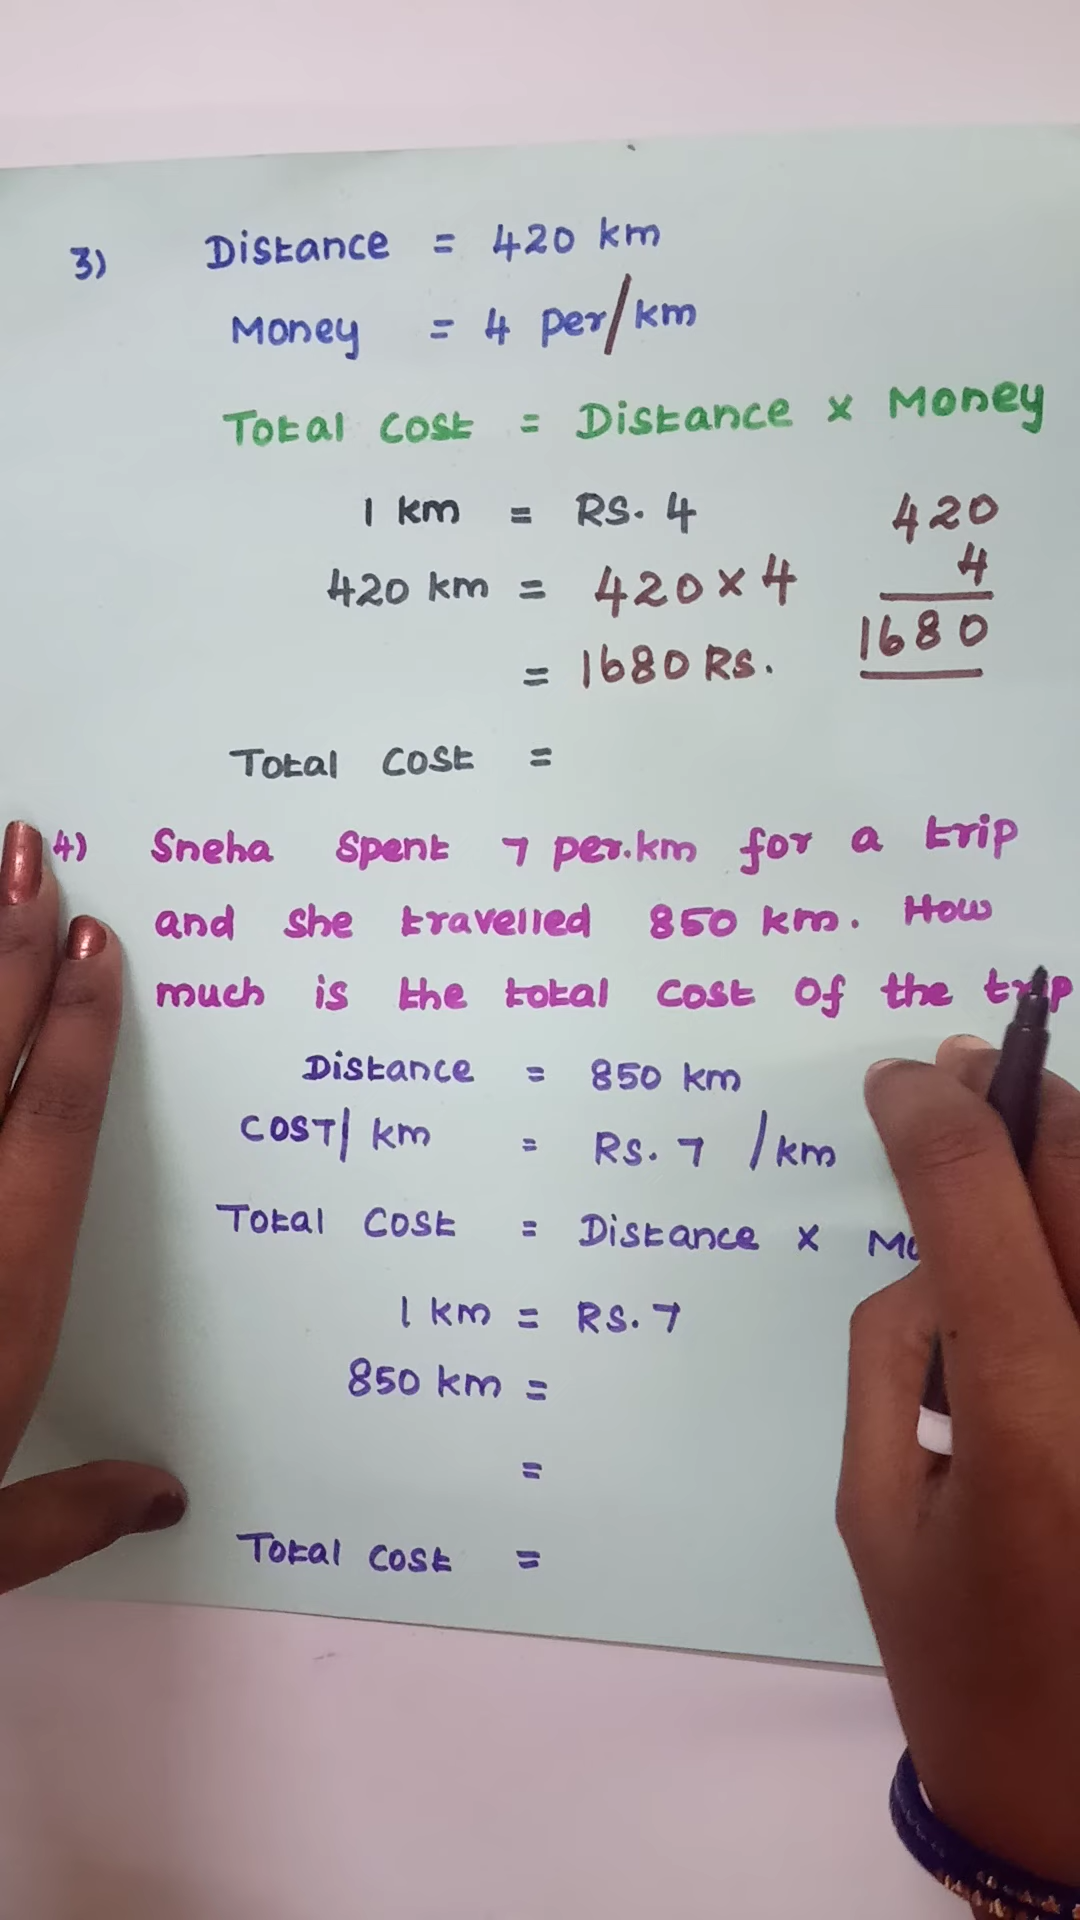 3) Distance = 420 km
Money = 4 per/km
Total cost = Distance x Money
1 km = RS. 4
420
420 km = 420 x 4
4
= 1680 RS.
1680
Total cost =
4) Sneha spent 7 per.km for a trip
and she travelled 850 km. How
much is the total cost of the trip
Distance = 850 km
COST/ km = RS. 7 /km
Total cost = Distance x
1 km = RS. 7
850 km =
=
Total cost =